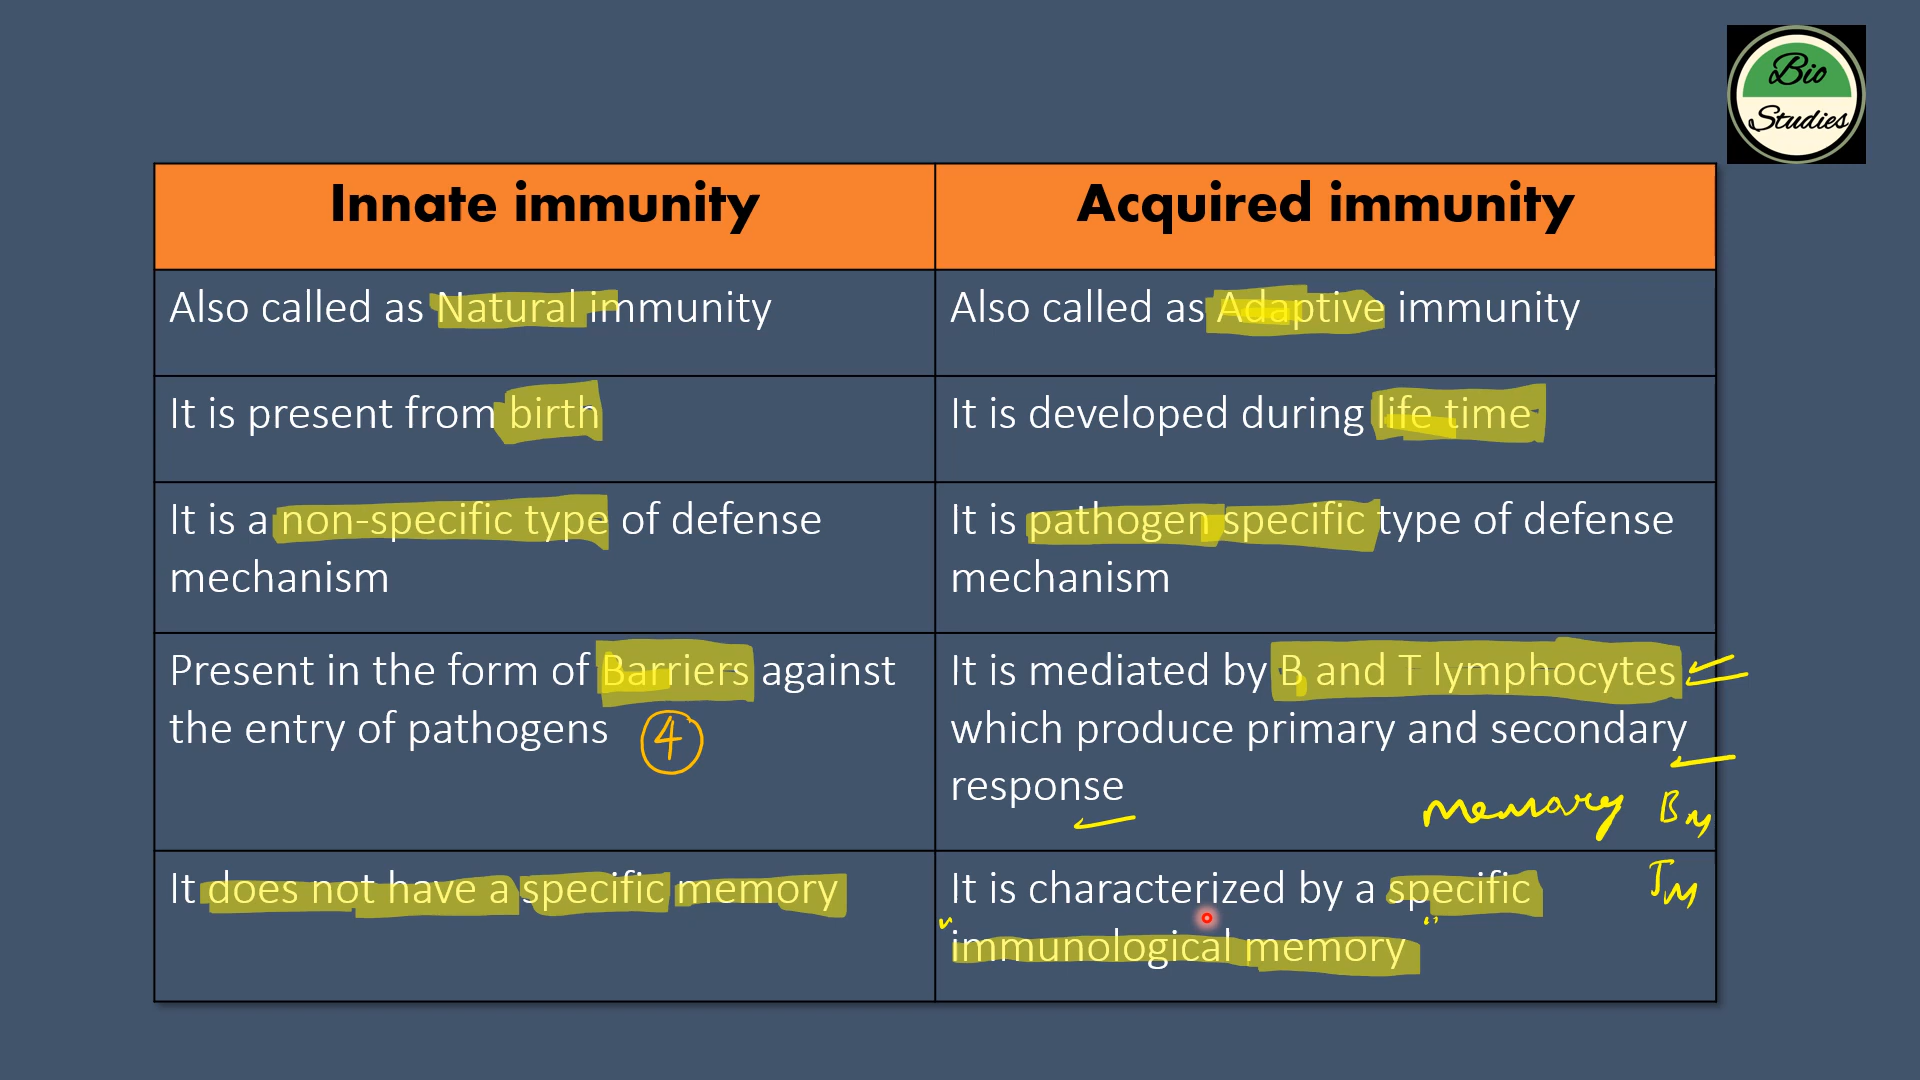 Bio
Studies
Innate immunity
Acquired immunity
Also called as Natural immunity
Also called as Adaptive immunity
It is present from birth
It is developed during life time
It is a non-specific type of defense
mechanism
It is pathogen specific type of defense
mechanism
Present in the form of Barriers against
the entry of pathogens 4
It is mediated by B and T lymphocytes
which produce primary and secondary
response
memory BM
It does not have a specific memory
It is characterized by a specific
TM
immunological memory